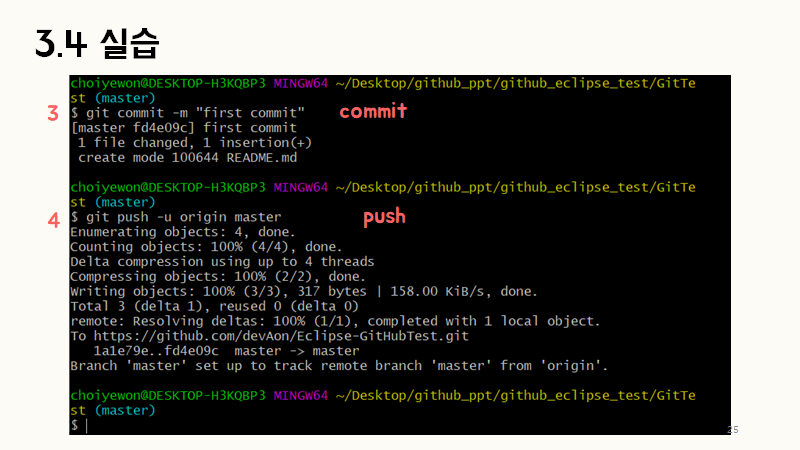 3.4 실습
choiyewon@DESKTOP-H3KQBP3 MINGW64 ~/Desktop/github_ppt/github_eclipse_test/GitTe
st (master)
3 $ git commit -m "first commit" commit
[master fd4e09c] first commit
 1 file changed, 1 insertion(+)
 create mode 100644 README.md
choiyewon@DESKTOP-H3KQBP3 MINGW64 ~/Desktop/github_ppt/github_eclipse_test/GitTe
st (master)
4 $ git push -u origin master push
Enumerating objects: 4, done.
Counting objects: 100% (4/4), done.
Delta compression using up to 4 threads
Compressing objects: 100% (2/2), done.
Writing objects: 100% (3/3), 317 bytes | 158.00 KiB/s, done.
Total 3 (delta 1), reused 0 (delta 0)
remote: Resolving deltas: 100% (1/1), completed with 1 local object.
To https://github.com/devAon/Eclipse-GitHubTest.git
   1a1e79e..fd4e09c  master -> master
Branch 'master' set up to track remote branch 'master' from 'origin'.
choiyewon@DESKTOP-H3KQBP3 MINGW64 ~/Desktop/github_ppt/github_eclipse_test/GitTe
st (master)
$
25